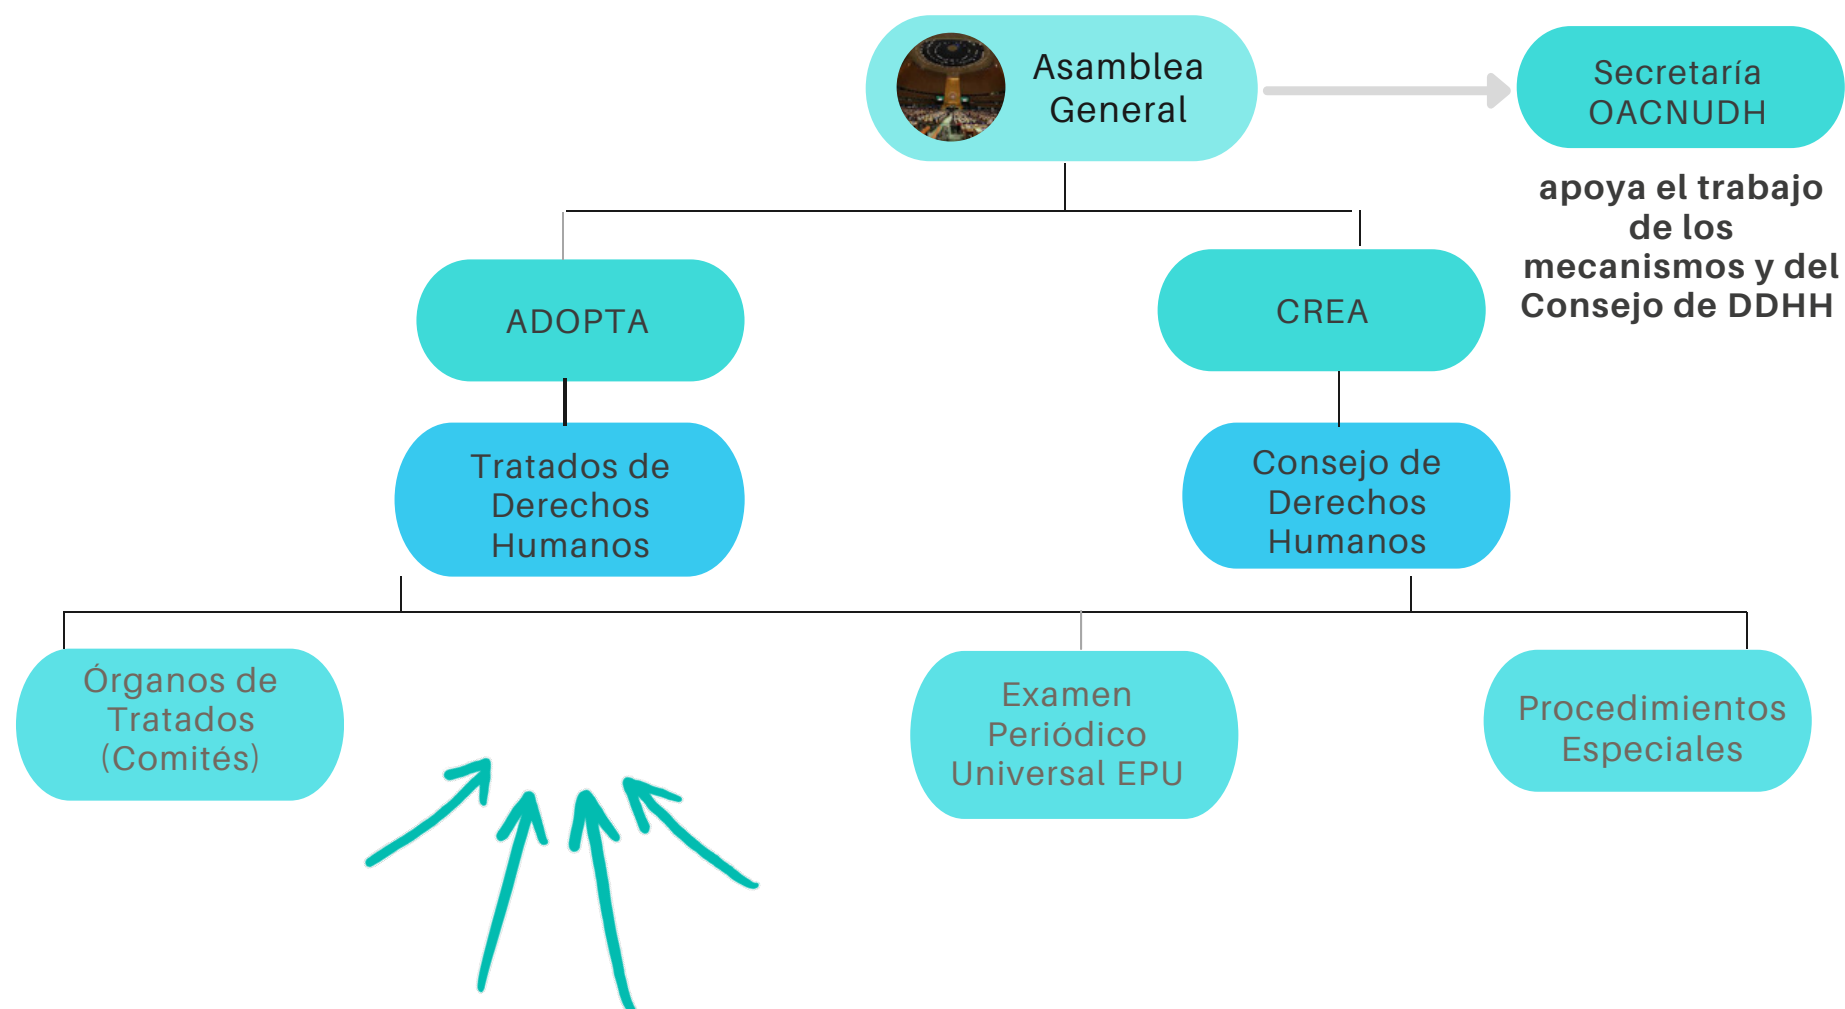 Asamblea
General
Secretaría
OACNUDH
apoya el trabajo
de los
mecanismos y del
Consejo de DDHH
ADOPTA
CREA
Tratados de
Derechos
Humanos
Consejo de
Derechos
Humanos
Órganos de
Tratados
(Comités)
Examen
Periódico
Universal EPU
Procedimientos
Especiales